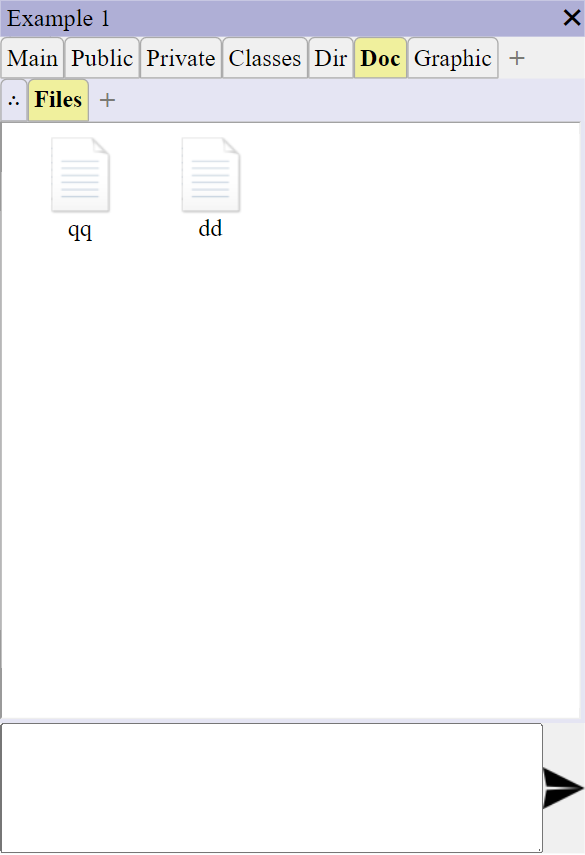 Example 1
Main Public Private Classes Dir Doc Graphic +
∴ Files +
qq dd